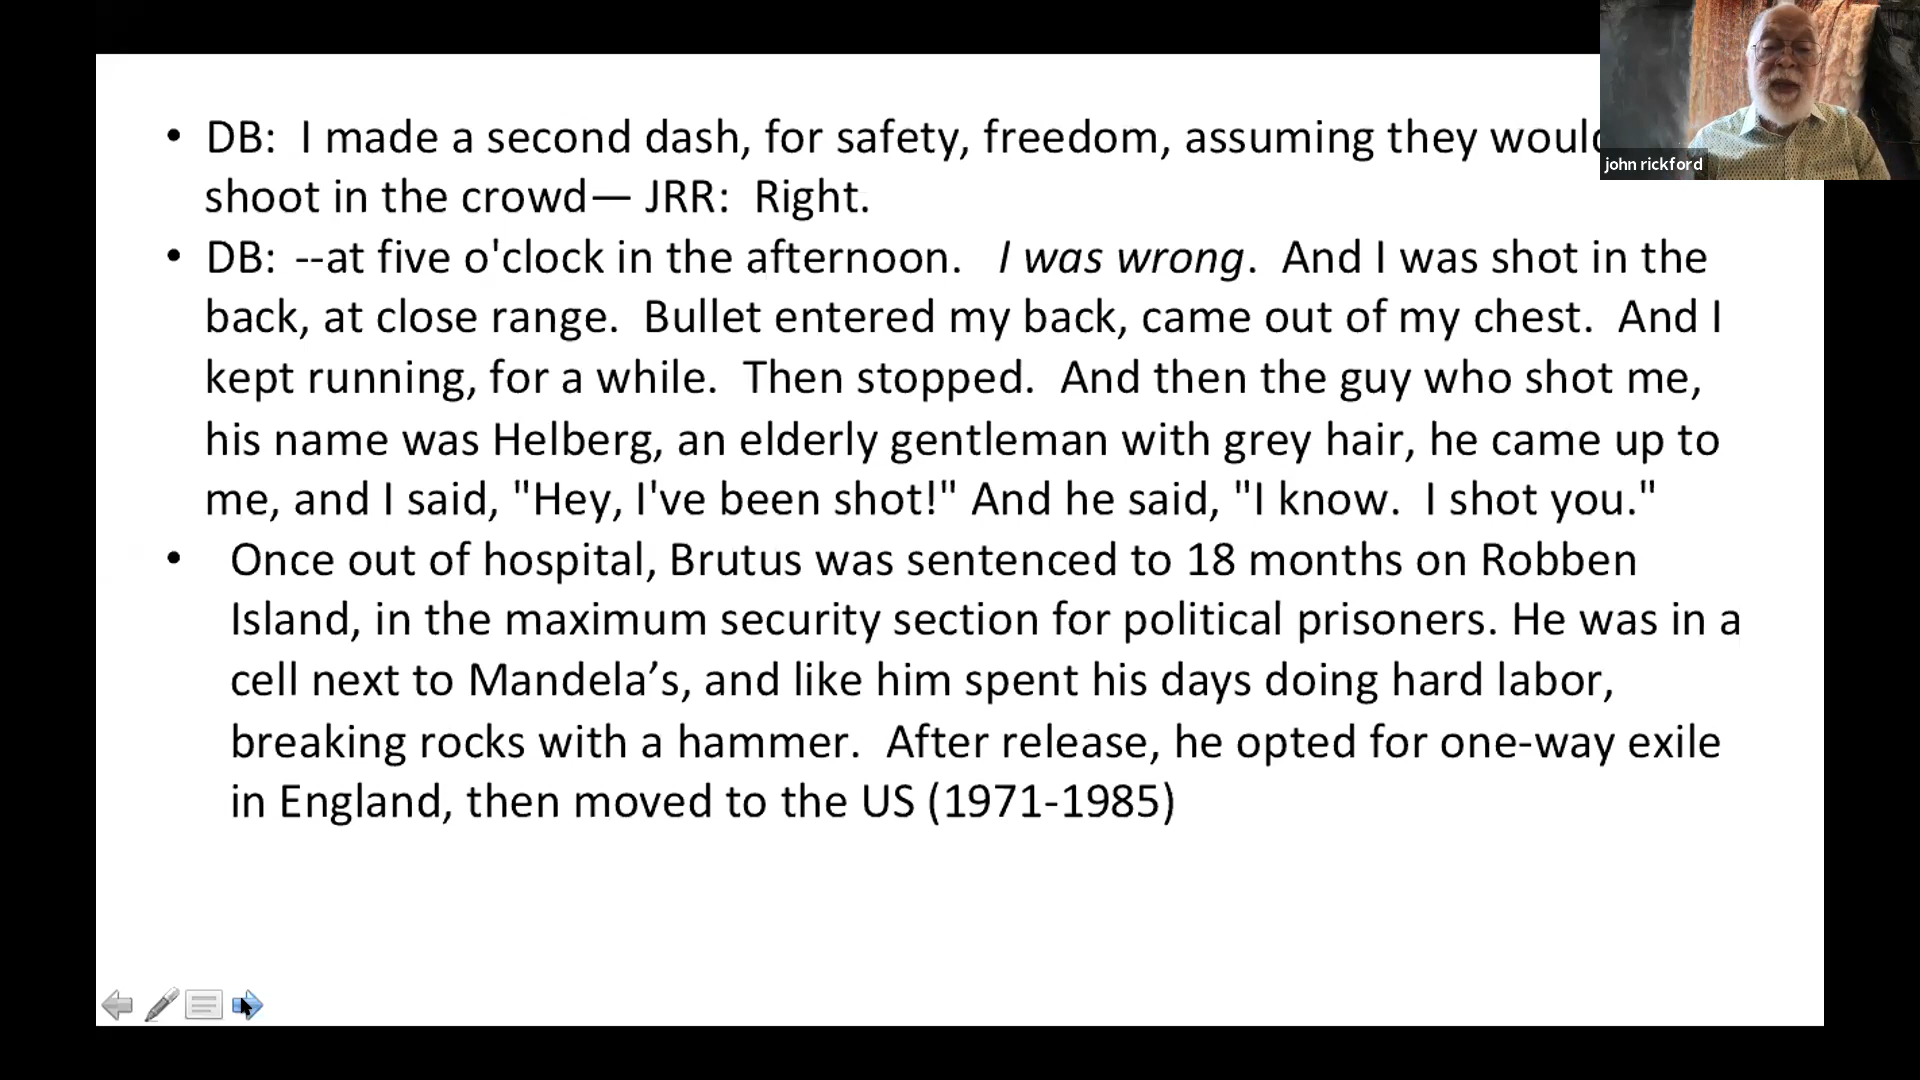 • DB:  I made a second dash, for safety, freedom, assuming they would
john rickford
shoot in the crowd— JRR:  Right.
• DB:  --at five o'clock in the afternoon.   I was wrong.  And I was shot in the
back, at close range.  Bullet entered my back, came out of my chest.  And I
kept running, for a while.  Then stopped.  And then the guy who shot me,
his name was Helberg, an elderly gentleman with grey hair, he came up to
me, and I said, "Hey, I've been shot!" And he said, "I know.  I shot you."
•  Once out of hospital, Brutus was sentenced to 18 months on Robben
Island, in the maximum security section for political prisoners. He was in a
cell next to Mandela’s, and like him spent his days doing hard labor,
breaking rocks with a hammer.  After release, he opted for one-way exile
in England, then moved to the US (1971-1985)